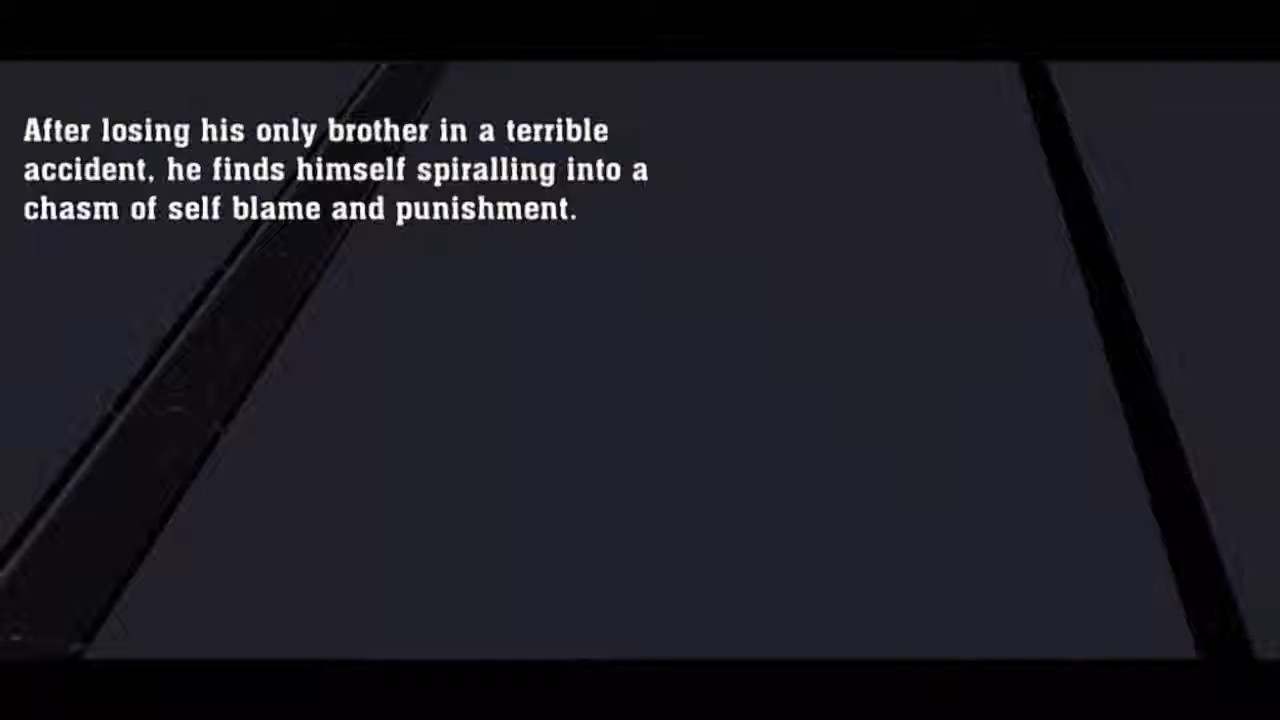 After losing his only brother in a terrible
accident, he finds himself spiralling into a
chasm of self blame and punishment.